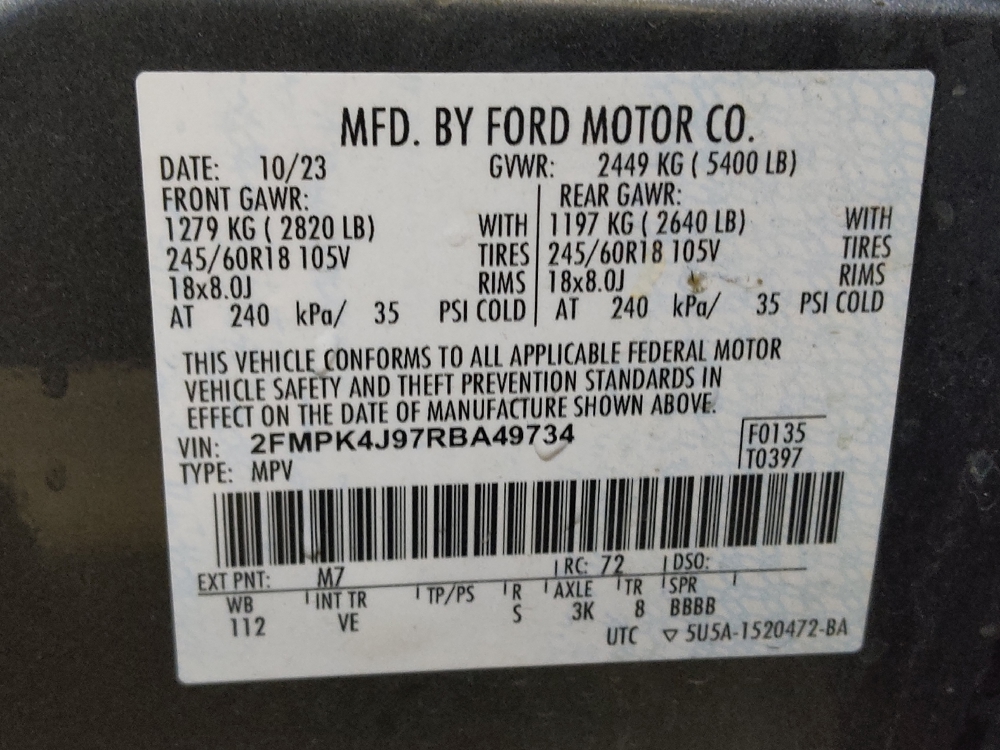 MFD. BY FORD MOTOR CO.
DATE: 10/23 GVWR: 2449 KG ( 5400 LB)
FRONT GAWR: REAR GAWR:
1279 KG ( 2820 LB) WITH 1197 KG ( 2640 LB) WITH
245/60R18 105V TIRES 245/60R18 105V TIRES
18x8.0J RIMS 18x8.0J RIMS
AT 240 kPa/ 35 PSI COLD AT 240 kPa/ 35 PSI COLD
THIS VEHICLE CONFORMS TO ALL APPLICABLE FEDERAL MOTOR
VEHICLE SAFETY AND THEFT PREVENTION STANDARDS IN
EFFECT ON THE DATE OF MANUFACTURE SHOWN ABOVE.
VIN: 2FMPK4J97RBA49734 F0135
TYPE: MPV T0397
EXT PNT: M7 RC: 72 DSO:
WB INT TR TP/PS R AXLE TR SPR
112 VE S 3K 8 BBBB
UTC ▽ 5U5A-1520472-BA